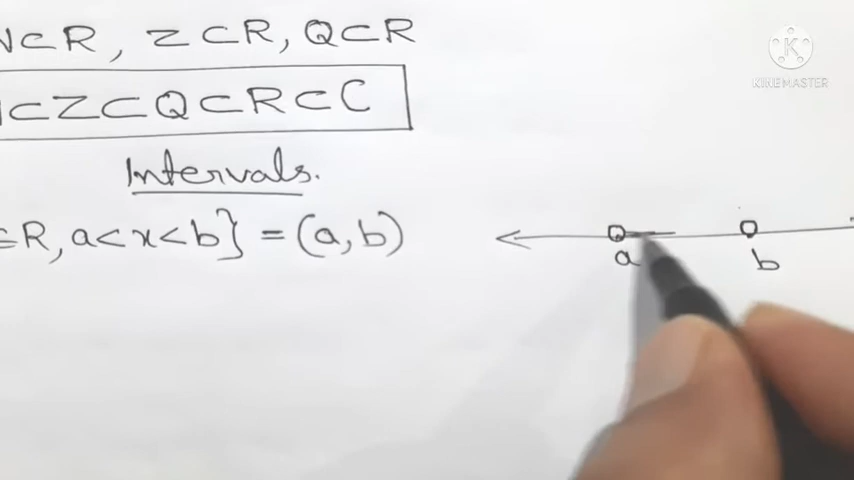 N⊂R, Z⊂R, Q⊂R
K
KINEMASTER
⊂Z⊂Q⊂R⊂C
Intervals.
∈R, a<x<b} = (a,b)
a b